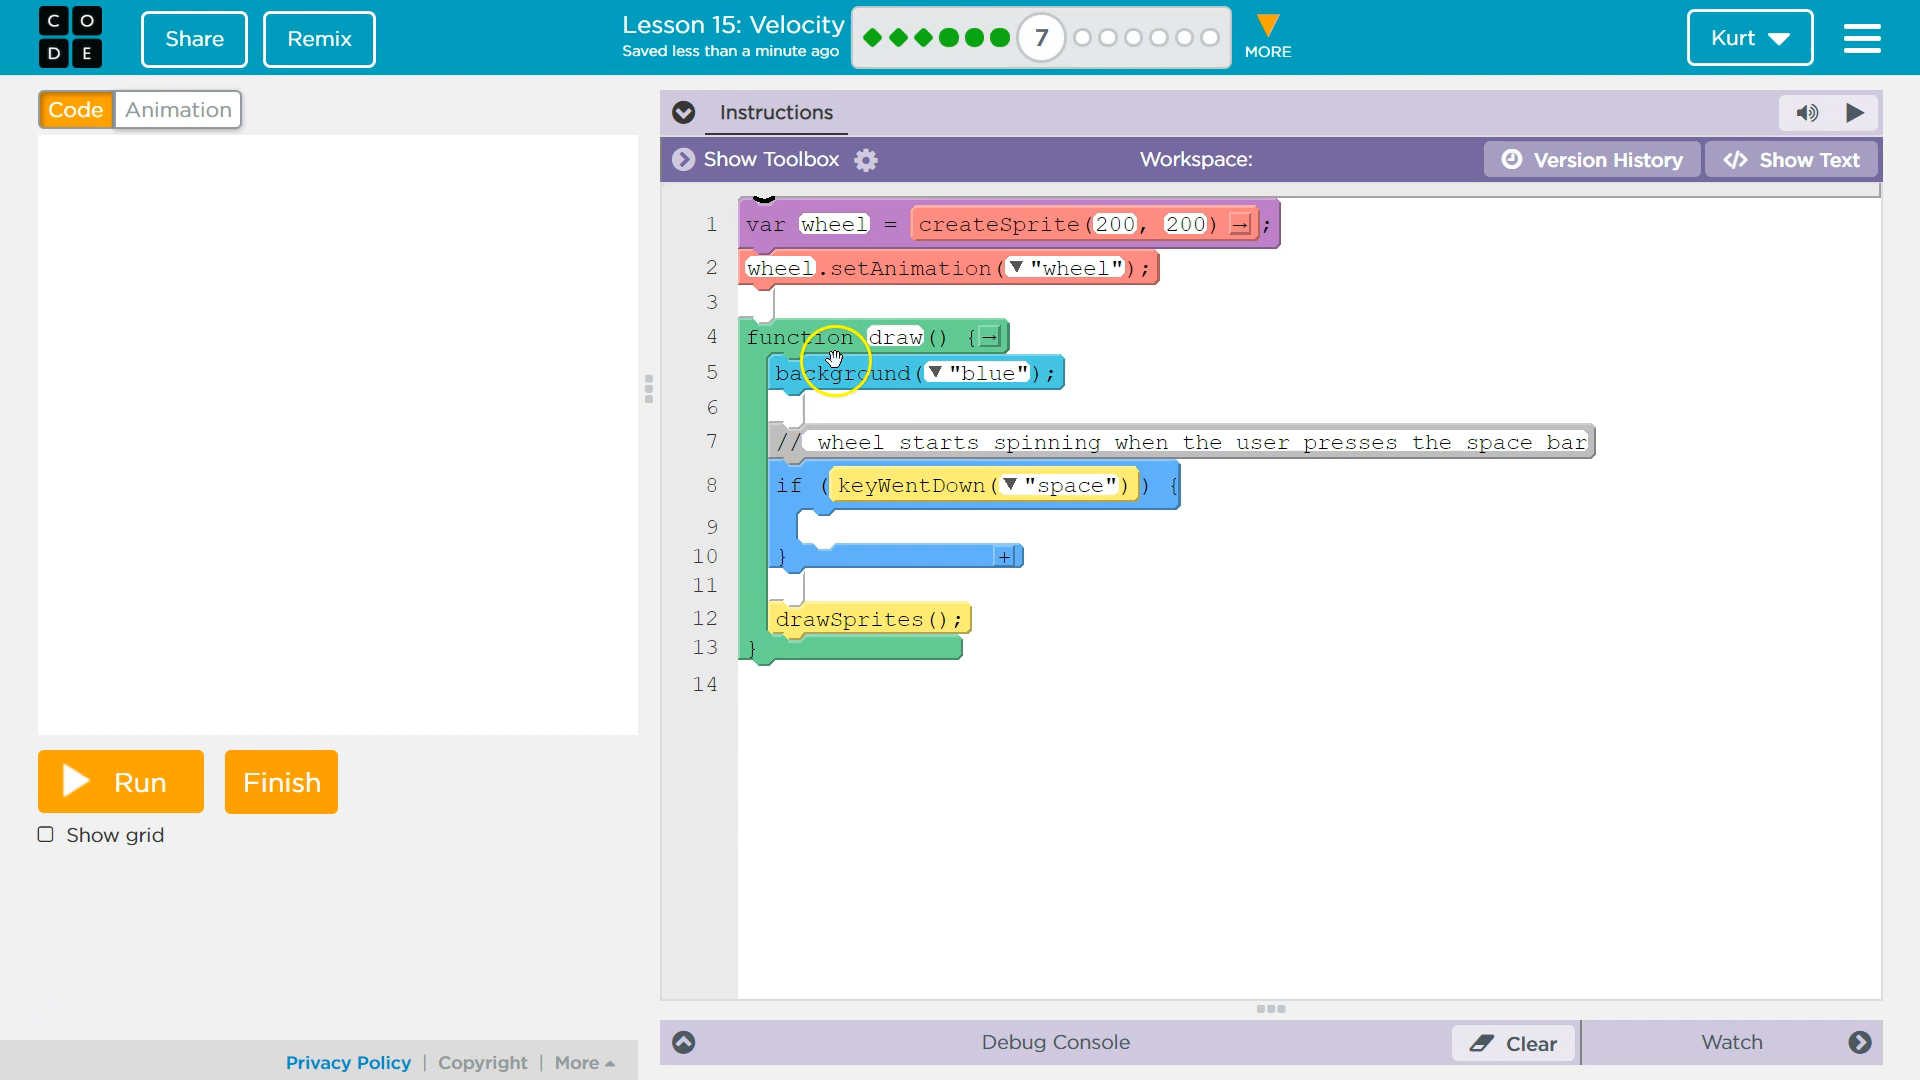 CODE
Share
Remix
Lesson 15: Velocity
Saved less than a minute ago
7
MORE
Kurt
Code
Animation
Instructions
Show Toolbox
Workspace:
Version History
</> Show Text
1 var wheel = createSprite(200, 200) → ;
2 wheel.setAnimation(▼ "wheel");
3
4 function draw() { →
5 background(▼ "blue");
6
7 // wheel starts spinning when the user presses the space bar
8 if (keyWentDown(▼ "space")) {
9
10 } +
11
12 drawSprites();
13 }
14
Run
Finish
Show grid
Debug Console
Clear
Watch
Privacy Policy | Copyright | More